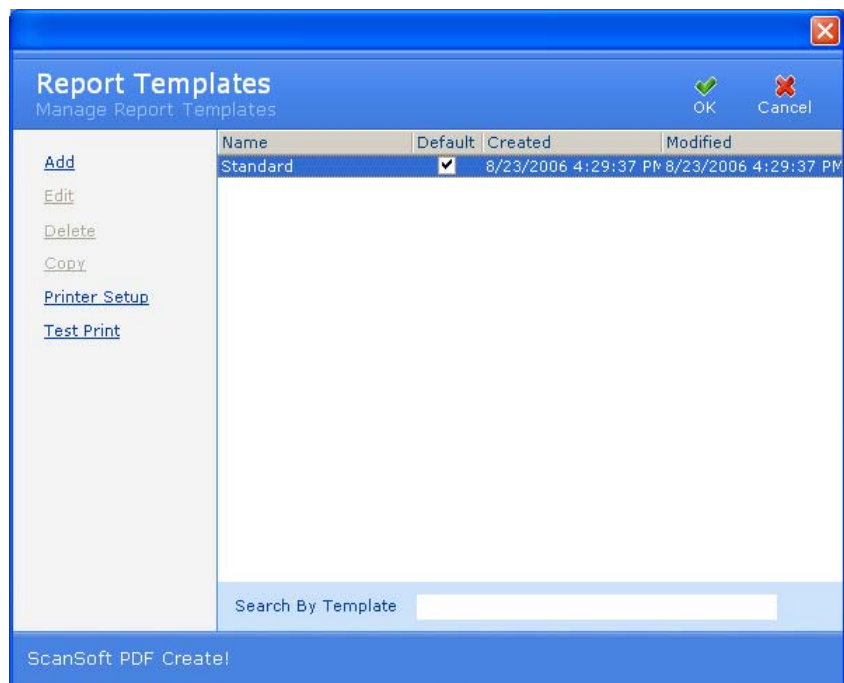 Report Templates
Manage Report Templates
OK Cancel
Add
Edit
Delete
Copy
Printer Setup
Test Print
Name Default Created Modified
Standard 8/23/2006 4:29:37 PM 8/23/2006 4:29:37 PM
Search By Template
ScanSoft PDF Create!